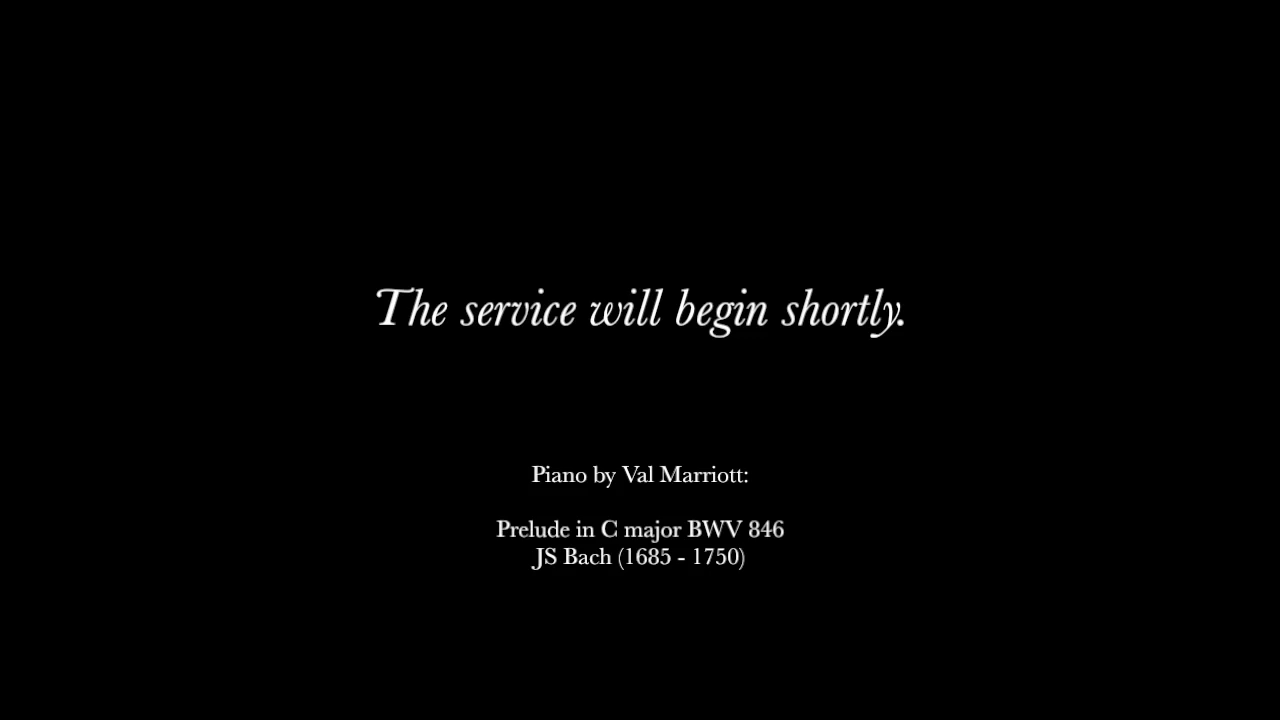 The service will begin shortly.
Piano by Val Marriott:
Prelude in C major BWV 846
JS Bach (1685 - 1750)